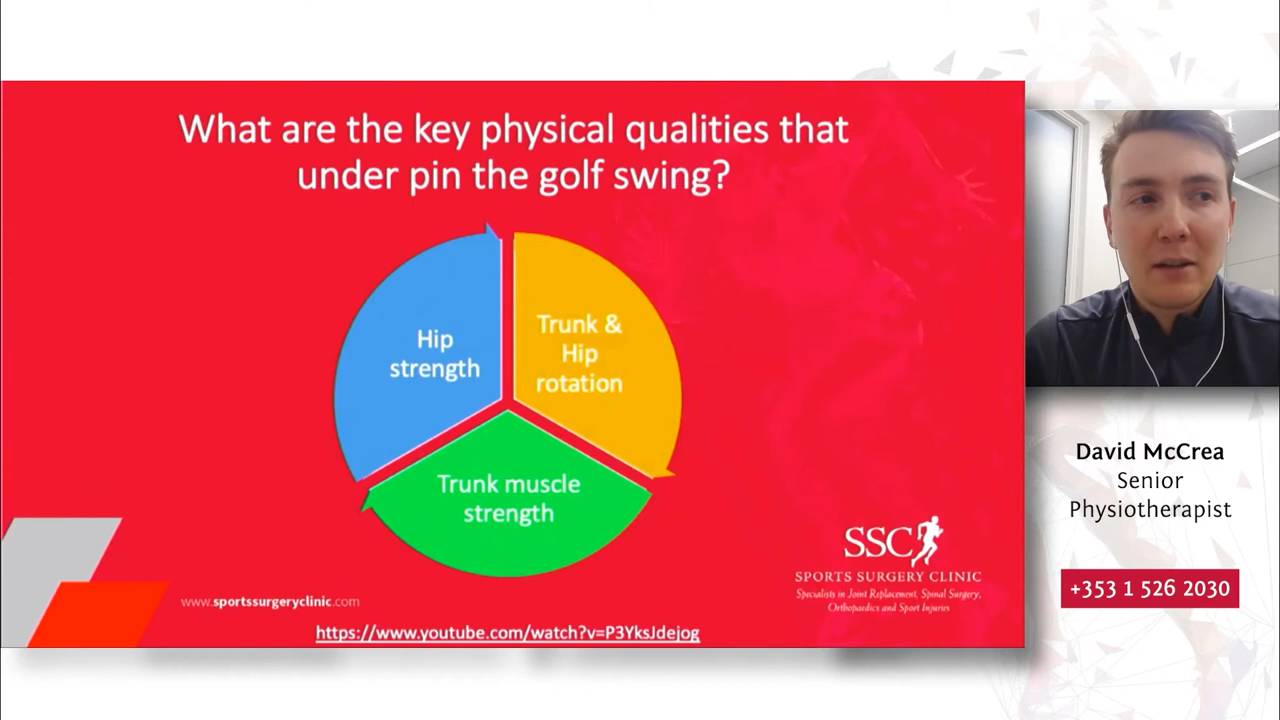 What are the key physical qualities that
under pin the golf swing?
Hip
strength
Trunk &
Hip
rotation
Trunk muscle
strength
SSC
SPORTS SURGERY CLINIC
Specialists in Joint Replacement, Spinal Surgery,
Orthopaedics and Sport Injuries
www.sportssurgeryclinic.com
https://www.youtube.com/watch?v=P3YksJdejog
David McCrea
Senior
Physiotherapist
+353 1 526 2030